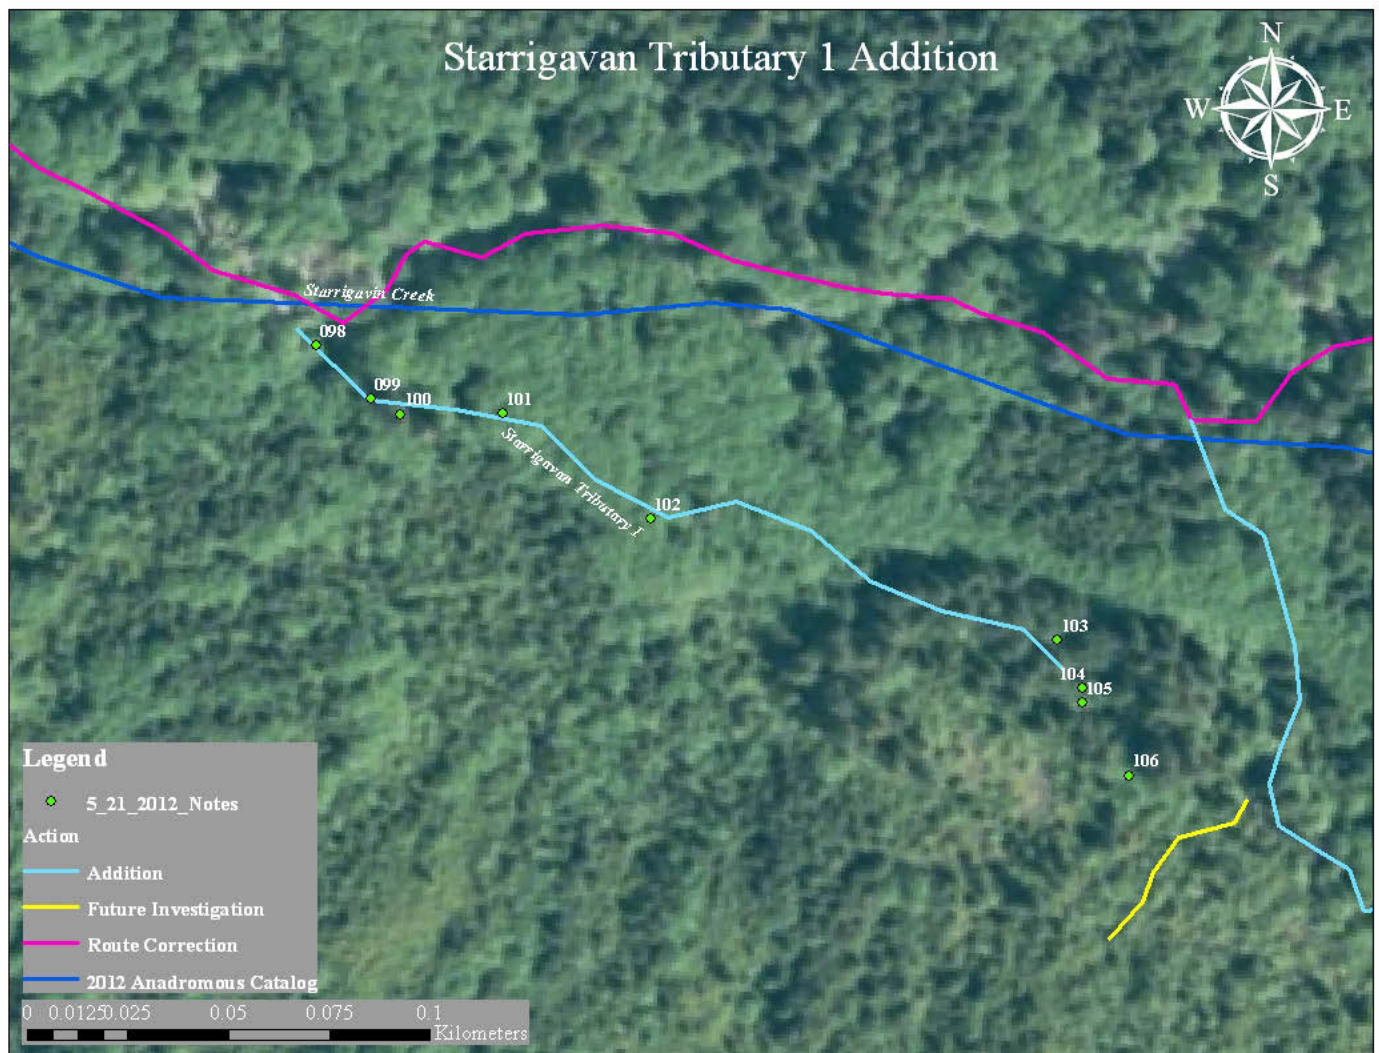 Starrigavan Tributary 1 Addition
N
W
E
S
Starrigavin Creek
098
099
100
101
Starrigavan Tributary 1
102
103
104
105
106
Legend
5_21_2012_Notes
Action
Addition
Future Investigation
Route Correction
2012 Anadromous Catalog
0 0.0125 0.025 0.05 0.075 0.1
Kilometers